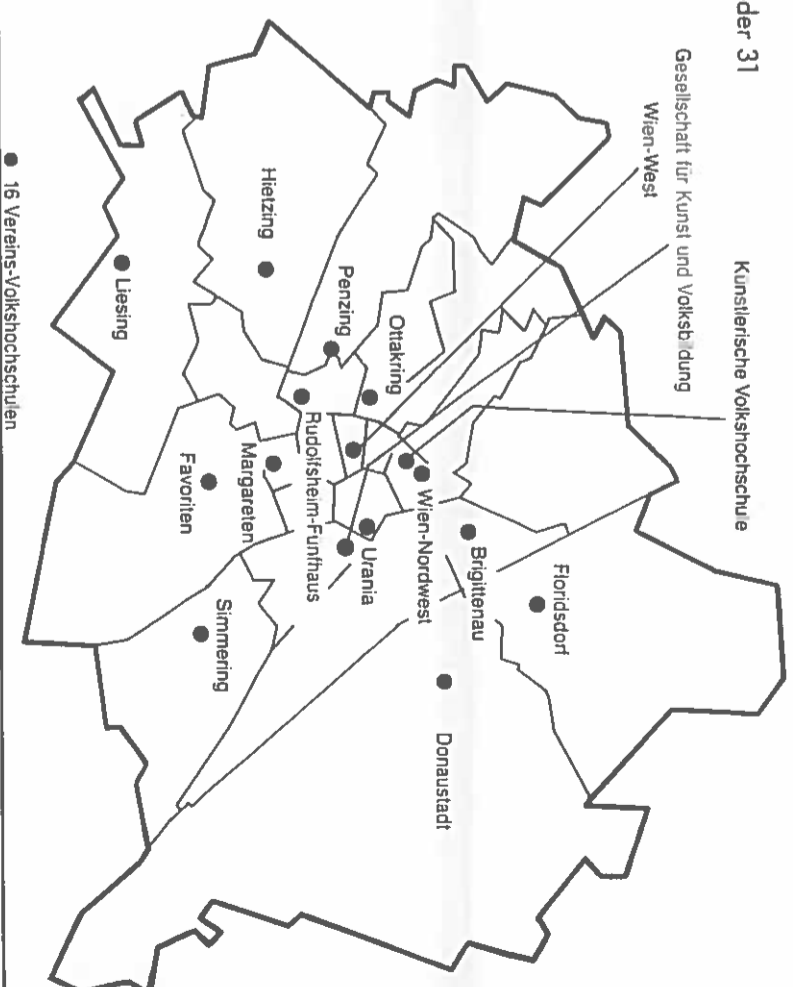 der 31
Künstlerische Volkshochschule
Gesellschaft für Kunst und Volksbildung
Wien-West
Floridsdorf
Brigittenau
Donaustadt
Wien-Nordwest
Ottakring
Urania
Penzing
Rudolfsheim-Fünfhaus
Hietzing
Margareten
Simmering
Favoriten
Liesing
● 16 Vereins-Volkshochschulen